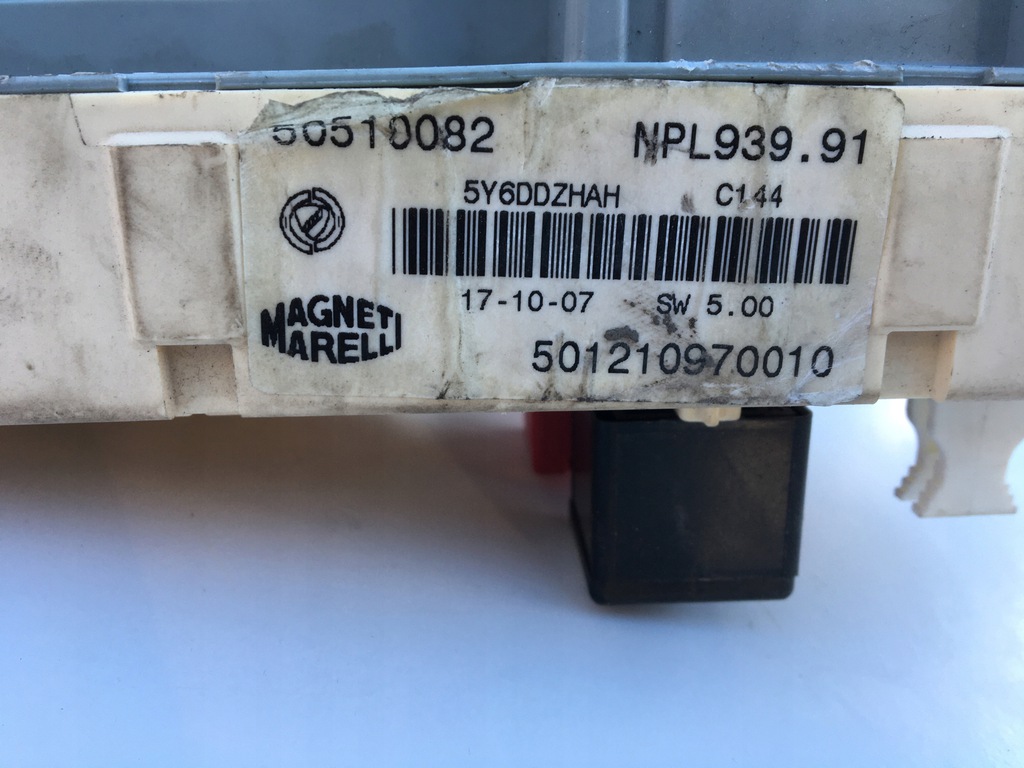 50510082 NPL939.91
5Y6DDZHAH C144
17-10-07 SW 5.00
MAGNETI
MARELLI
501210970010